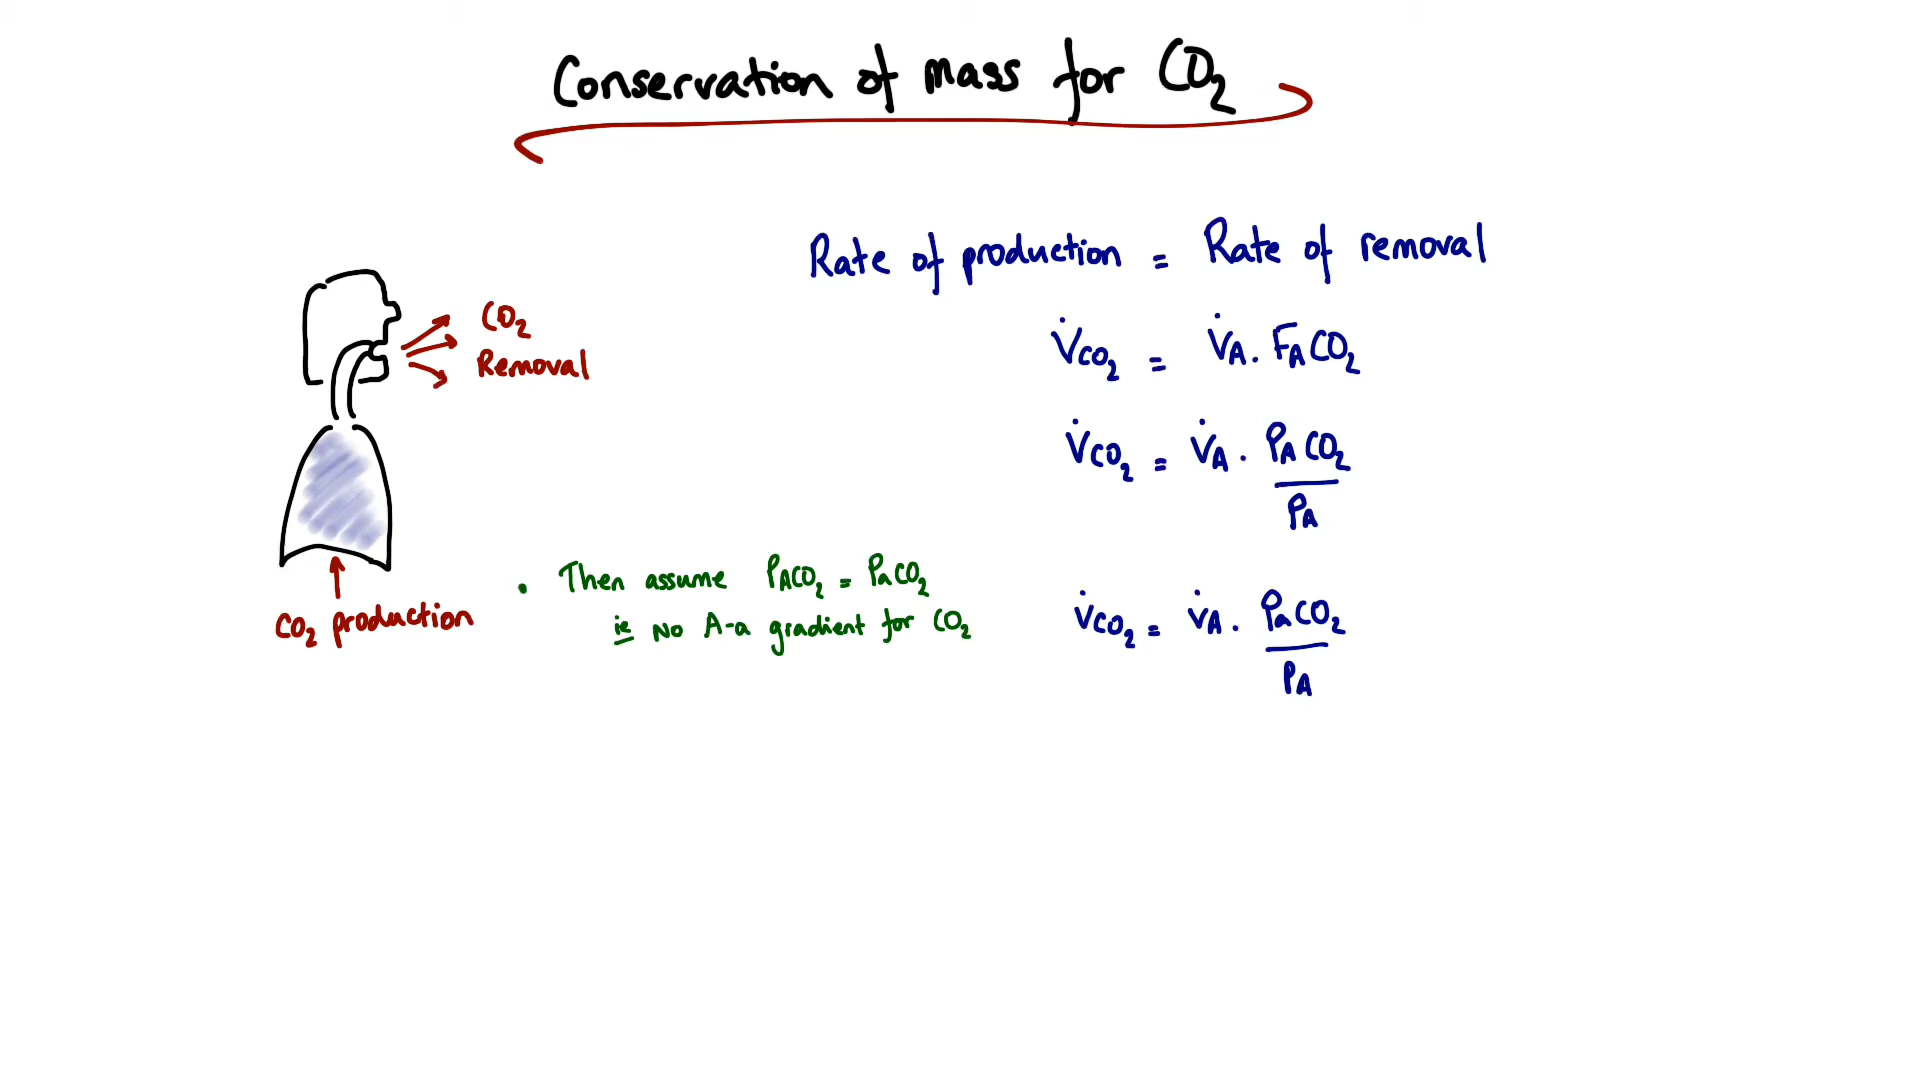 Conservation of mass for CO₂
Rate of production = Rate of removal
CO₂
Removal
V̇CO₂ = V̇A . FACO₂
V̇CO₂ = V̇A . PACO₂
PA
• Then assume PACO₂ = PaCO₂
ie No A-a gradient for CO₂
CO₂ production
V̇CO₂ = V̇A . PaCO₂
PA